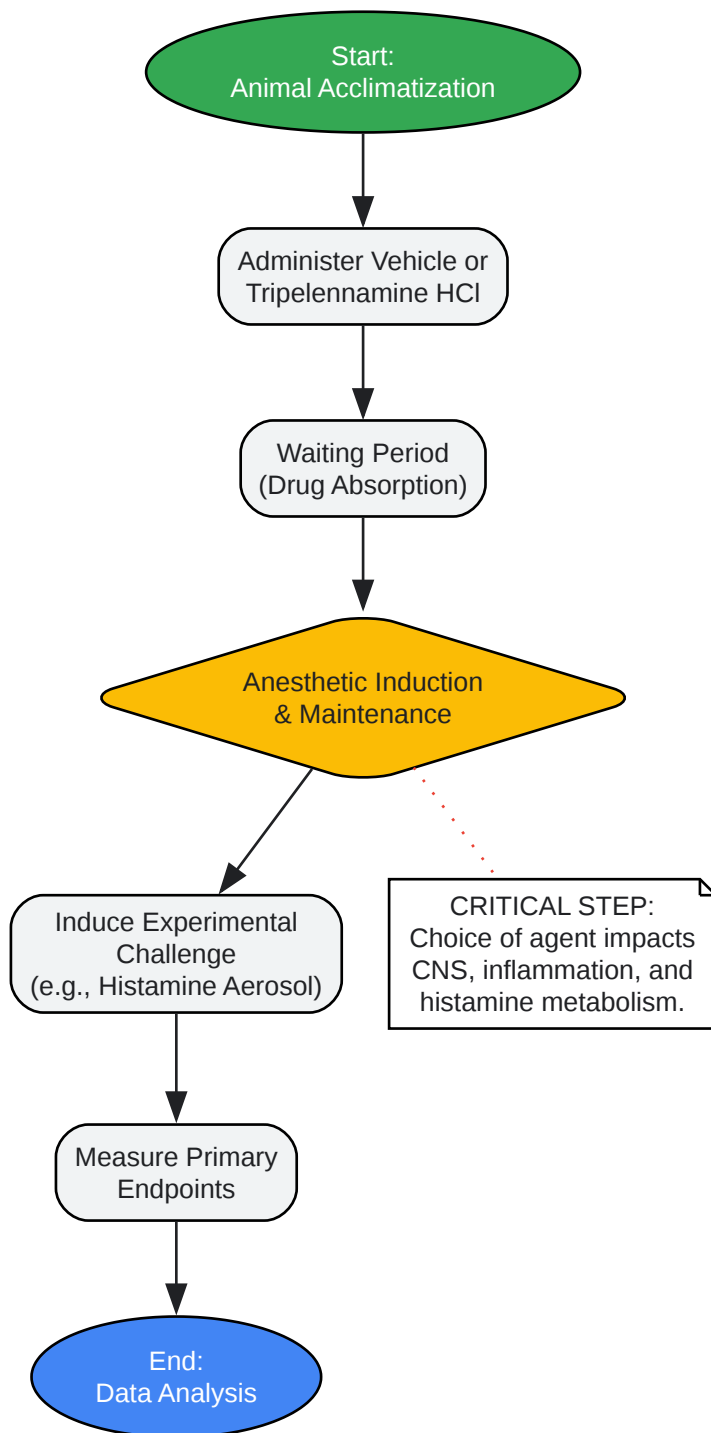 Start:
Animal Acclimatization
Administer Vehicle or
Tripelennamine HCl
Waiting Period
(Drug Absorption)
Anesthetic Induction
& Maintenance
Induce Experimental
Challenge
(e.g., Histamine Aerosol)
CRITICAL STEP:
Choice of agent impacts
CNS, inflammation, and
histamine metabolism.
Measure Primary
Endpoints
End:
Data Analysis